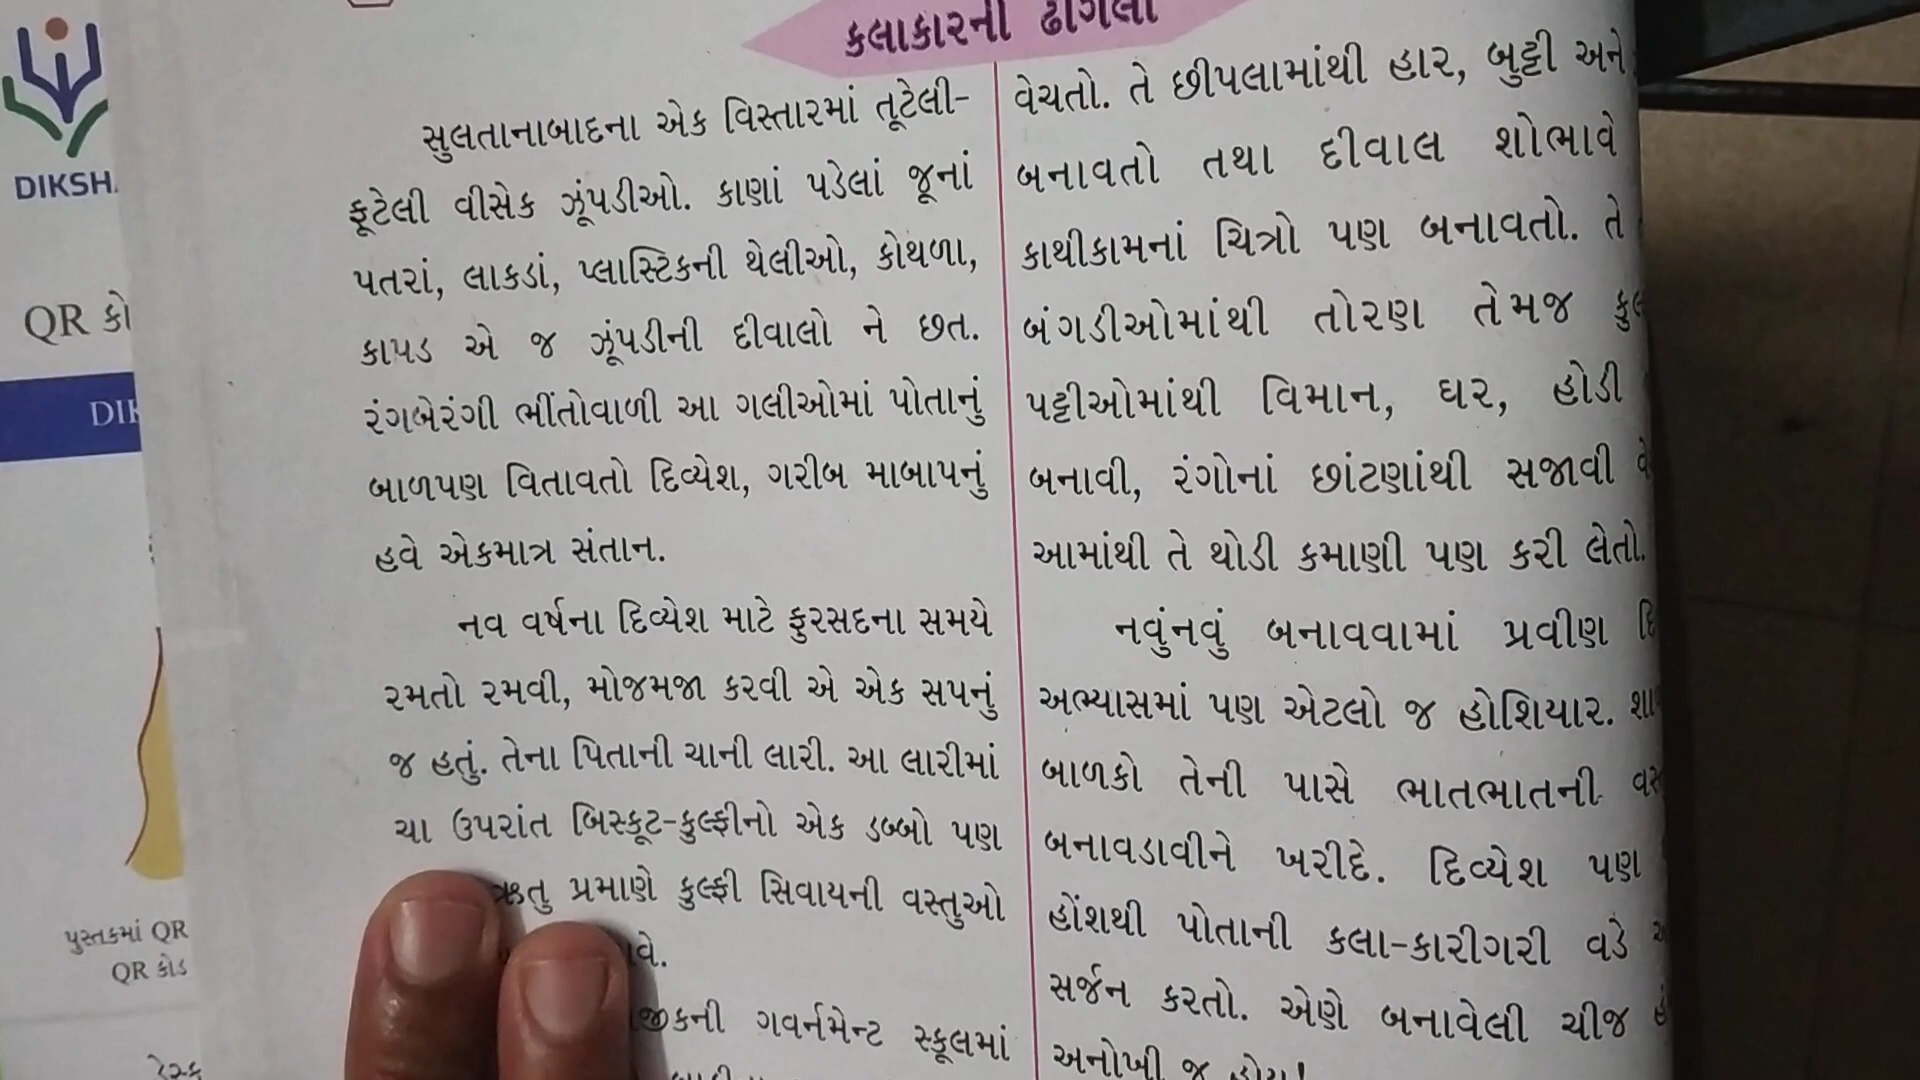 કલાકારની ઢીંગલી
સુલતાનાબાદના એક વિસ્તારમાં તૂટેલી-
ફૂટેલી વીસેક ઝૂંપડીઓ. કાણાં પડેલાં જૂનાં
પતરાં, લાકડાં, પ્લાસ્ટિકની થેલીઓ, કોથળા,
કાપડ એ જ ઝૂંપડીની દીવાલો ને છત.
રંગબેરંગી ભીંતોવાળી આ ગલીઓમાં પોતાનું
બાળપણ વિતાવતો દિવ્યેશ, ગરીબ માબાપનું
હવે એકમાત્ર સંતાન.
નવ વર્ષના દિવ્યેશ માટે ફુરસદના સમયે
રમતો રમવી, મોજમજા કરવી એ એક સપનું
જ હતું. તેના પિતાની ચાની લારી. આ લારીમાં
ચા ઉપરાંત બિસ્કૂટ-કુલ્ફીનો એક ડબ્બો પણ
ઋતુ પ્રમાણે કુલ્ફી સિવાયની વસ્તુઓ
ગવર્નમેન્ટ સ્કૂલમાં
વેચતો. તે છીપલામાંથી હાર, બુટ્ટી અને
બનાવતો તથા દીવાલ શોભાવે
કાથીકામનાં ચિત્રો પણ બનાવતો. તે
બંગડીઓમાંથી તોરણ તેમજ
પટ્ટીઓમાંથી વિમાન, ઘર, હોડી
બનાવી, રંગોનાં છાંટણાંથી સજાવી
આમાંથી તે થોડી કમાણી પણ કરી લેતો.
નવુંનવું બનાવવામાં પ્રવીણ
અભ્યાસમાં પણ એટલો જ હોશિયાર.
બાળકો તેની પાસે ભાતભાતની
બનાવડાવીને ખરીદે. દિવ્યેશ પણ
હોંશથી પોતાની કલા-કારીગરી વડે
સર્જન કરતો. એણે બનાવેલી ચીજ
અનોખી જ હોય!
QR
પુસ્તકમાં QR
QR કોડ